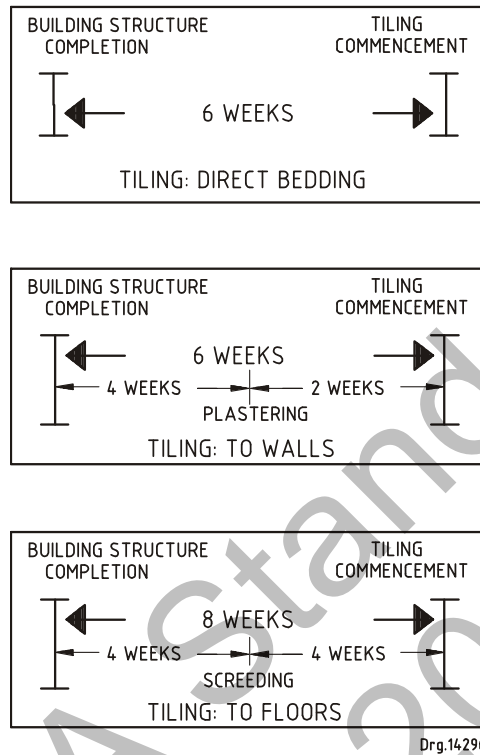 BUILDING STRUCTURE TILING
COMPLETION COMMENCEMENT
6 WEEKS
TILING: DIRECT BEDDING
BUILDING STRUCTURE TILING
COMPLETION COMMENCEMENT
6 WEEKS
4 WEEKS 2 WEEKS
PLASTERING
TILING: TO WALLS
BUILDING STRUCTURE TILING
COMPLETION COMMENCEMENT
8 WEEKS
4 WEEKS 4 WEEKS
SCREEDING
TILING: TO FLOORS
A Stand
20